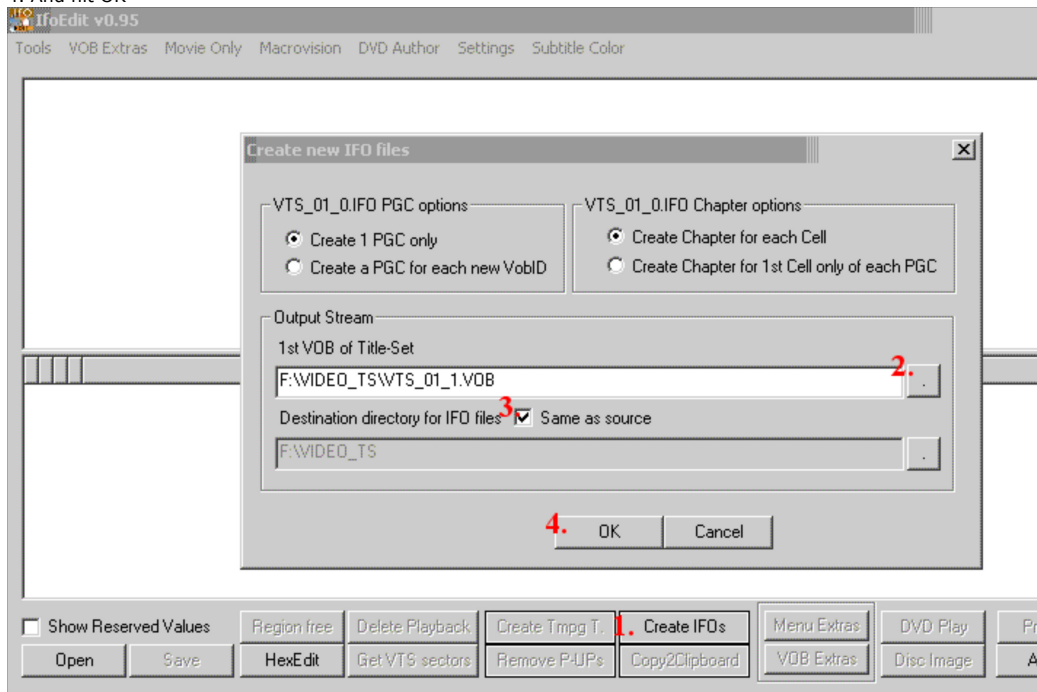 4. And hit OK
IfoEdit v0.95
Tools VOB Extras Movie Only Macrovision DVD Author Settings Subtitle Color
Create new IFO files
VTS_01_0.IFO PGC options
Create 1 PGC only
Create a PGC for each new VobID
VTS_01_0.IFO Chapter options
Create Chapter for each Cell
Create Chapter for 1st Cell only of each PGC
Output Stream
1st VOB of Title-Set
F:\VIDEO_TS\VTS_01_1.VOB
2. .
Destination directory for IFO files 3. Same as source
F:\VIDEO_TS
.
4. OK Cancel
Show Reserved Values Region free Delete Playback Create Tmpg T. 1. Create IFOs Menu Extras DVD Play
Open Save HexEdit Get VTS sectors Remove P-UPs Copy2Clipboard VOB Extras Disc Image